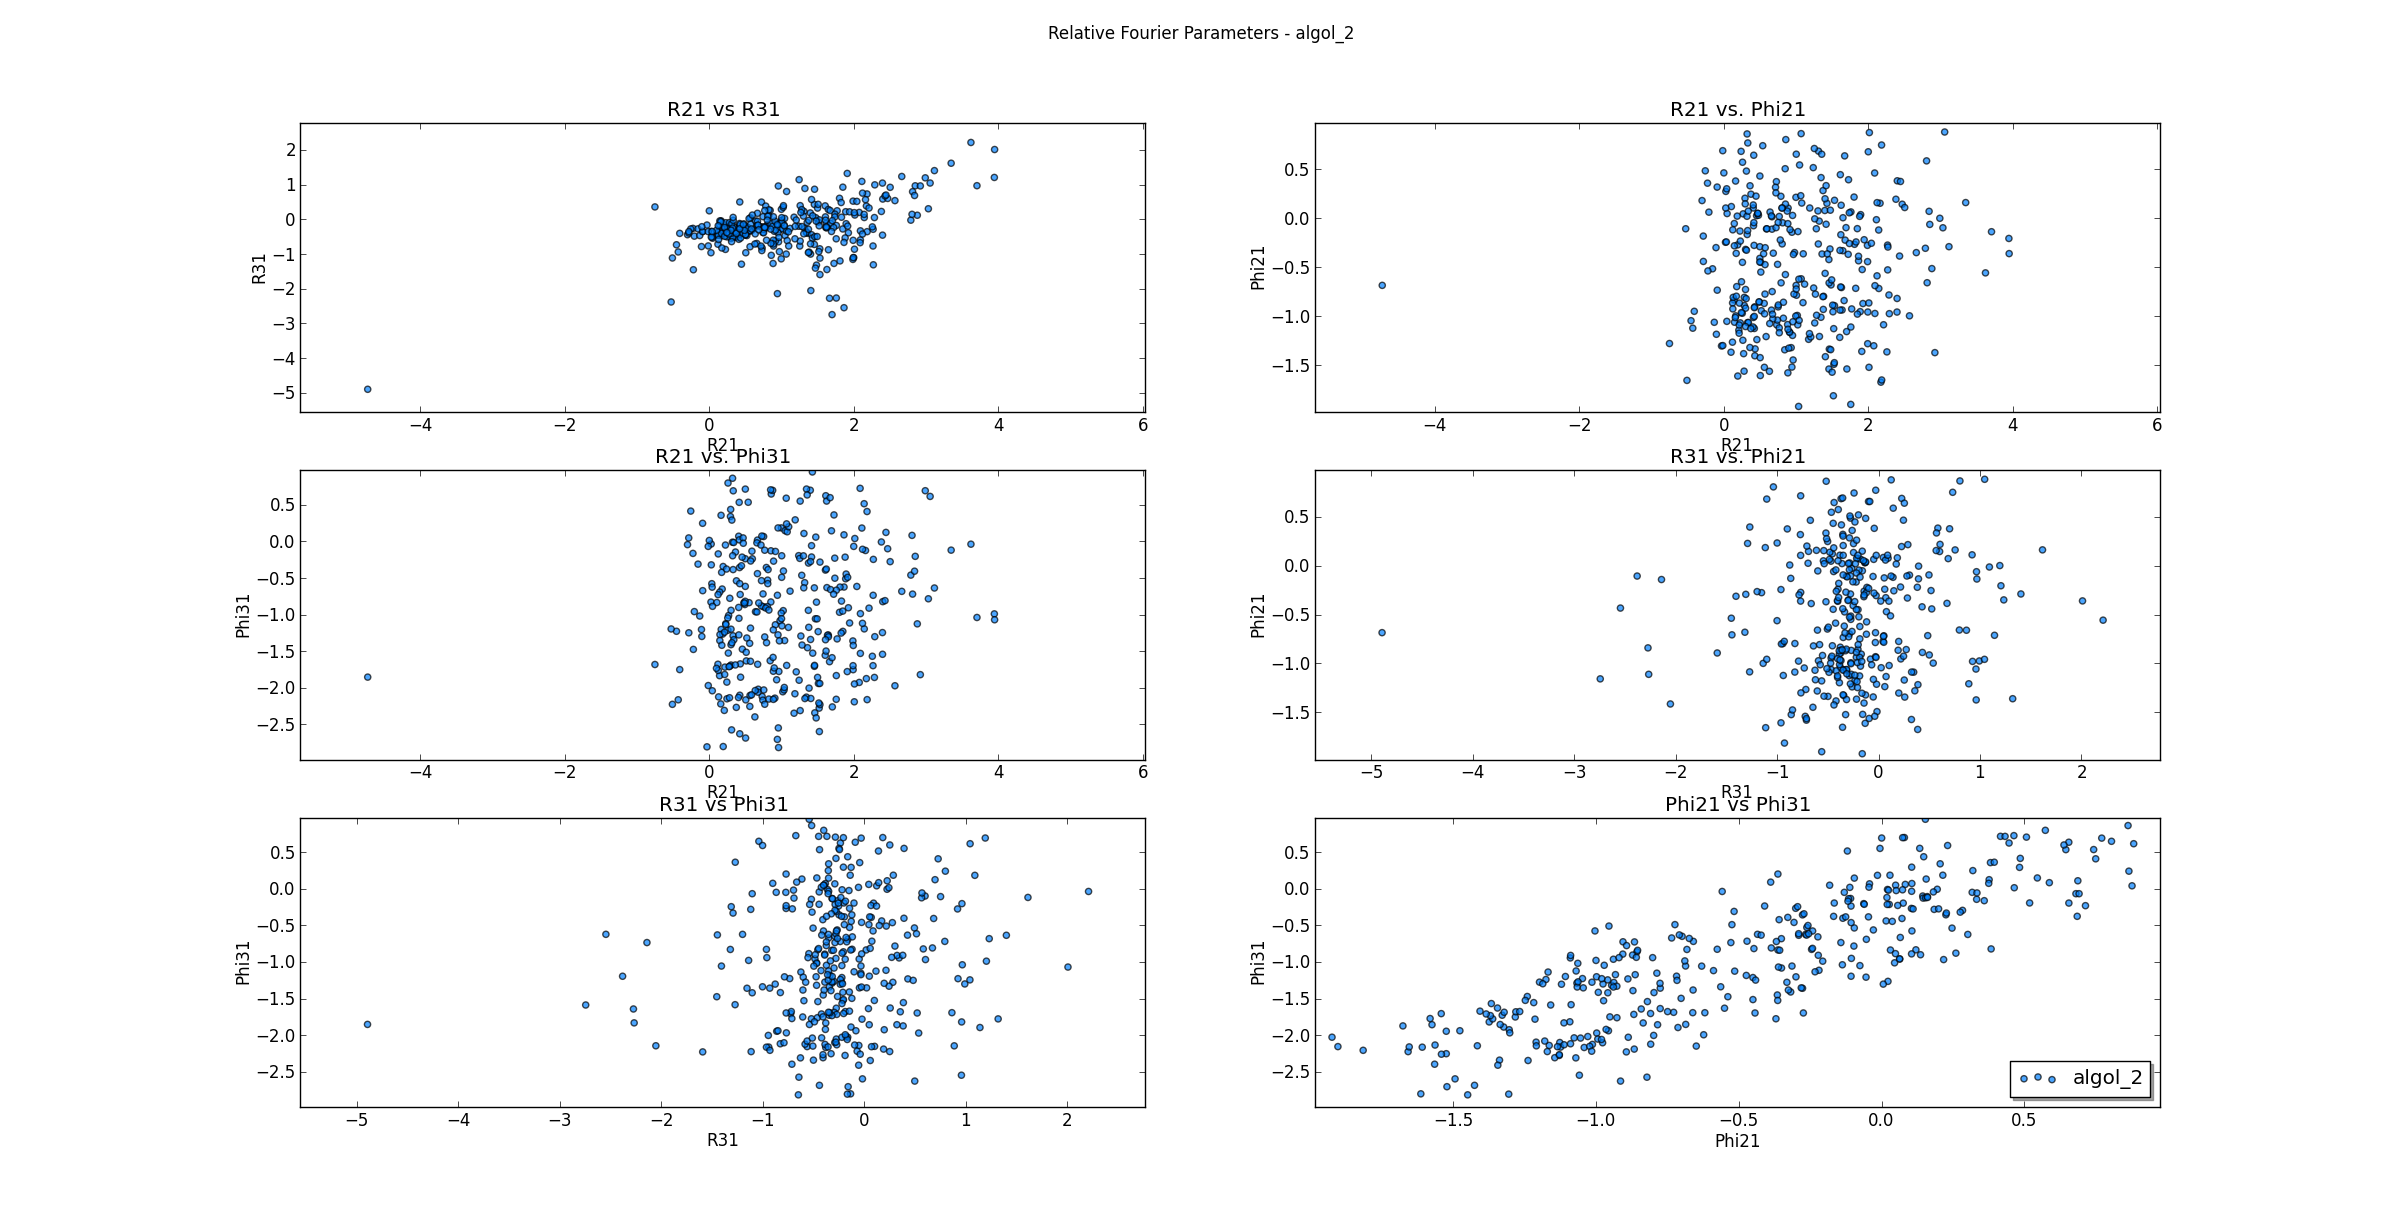 Relative Fourier Parameters - algol_2
R21 vs R31
2
1
0
−1
−2
−3
−4
−5
R31
−4 −2 0 2 4 6
R21
R21 vs. Phi21
0.5
0.0
−0.5
−1.0
−1.5
Phi21
−4 −2 0 2 4 6
R21
R21 vs. Phi31
0.5
0.0
−0.5
−1.0
−1.5
−2.0
−2.5
Phi31
−4 −2 0 2 4 6
R21
R31 vs. Phi21
0.5
0.0
−0.5
−1.0
−1.5
Phi21
−5 −4 −3 −2 −1 0 1 2
R31
R31 vs Phi31
0.5
0.0
−0.5
−1.0
−1.5
−2.0
−2.5
Phi31
−5 −4 −3 −2 −1 0 1 2
R31
Phi21 vs Phi31
0.5
0.0
−0.5
−1.0
−1.5
−2.0
−2.5
Phi31
algol_2
−1.5 −1.0 −0.5 0.0 0.5
Phi21